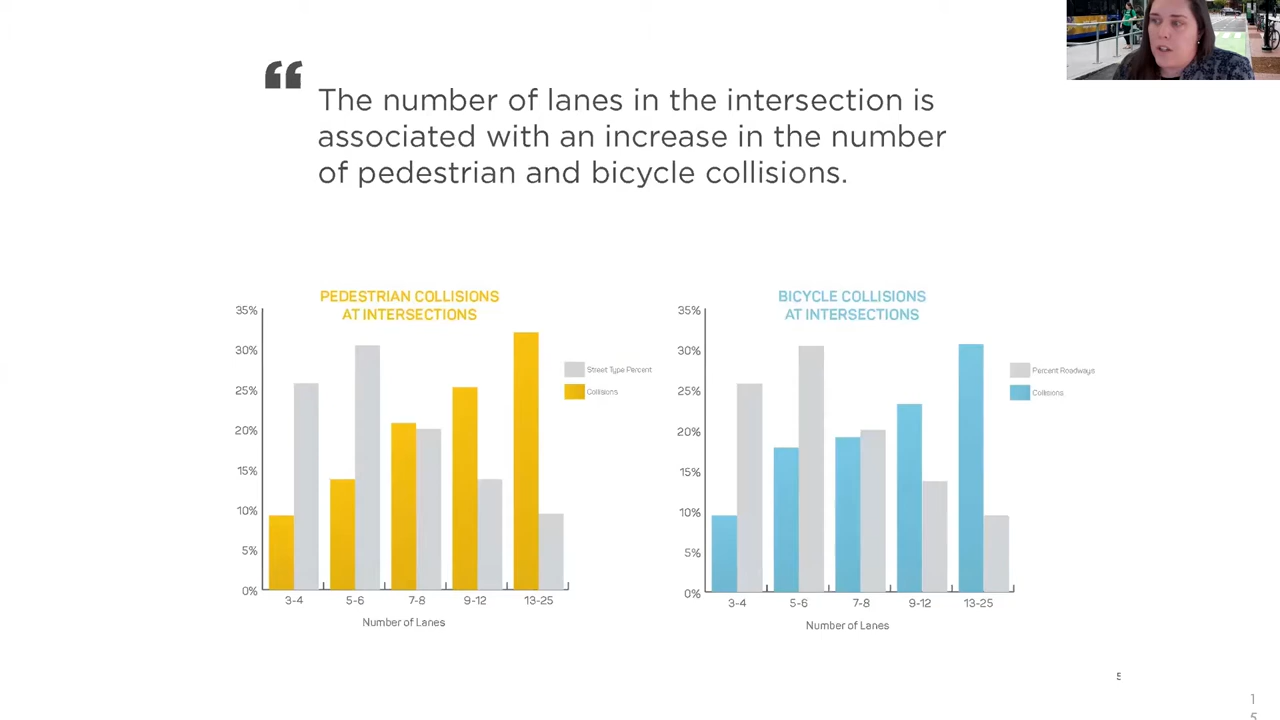 “
The number of lanes in the intersection is
associated with an increase in the number
of pedestrian and bicycle collisions.
PEDESTRIAN COLLISIONS
AT INTERSECTIONS
35%
30%
25%
20%
15%
10%
5%
0%
3-4 5-6 7-8 9-12 13-25
Number of Lanes
Street Type Percent
Collisions
BICYCLE COLLISIONS
AT INTERSECTIONS
35%
30%
25%
20%
15%
10%
5%
0%
3-4 5-6 7-8 9-12 13-25
Number of Lanes
Percent Roadways
Collisions
5
1
5